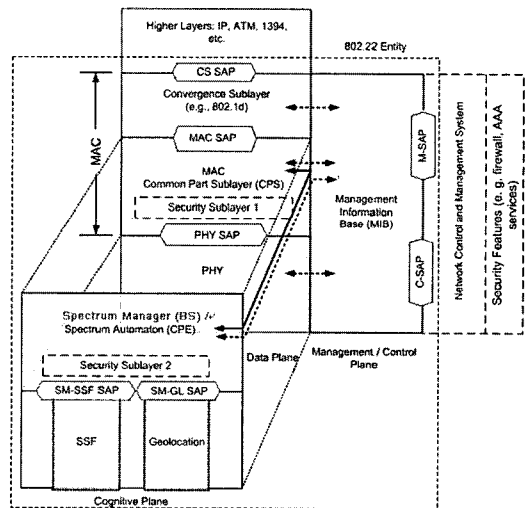 Higher Layers: IP, ATM, 1394,
etc.
802.22 Entity
CS SAP
Convergence Sublayer
(e.g., 802.1d)
MAC
MAC SAP
MAC
Common Part Sublayer (CPS)
Security Sublayer 1
PHY SAP
PHY
M-SAP
Management
Information
Base (MIB)
C-SAP
Network Control and Management System
Security Features (e. g. firewall, AAA
services)
Spectrum Manager (BS) /
Spectrum Automaton (CPE)
Security Sublayer 2
Data Plane
Management / Control
Plane
SM-SSF SAP
SM-GL SAP
SSF
Geolocation
Cognitive Plane